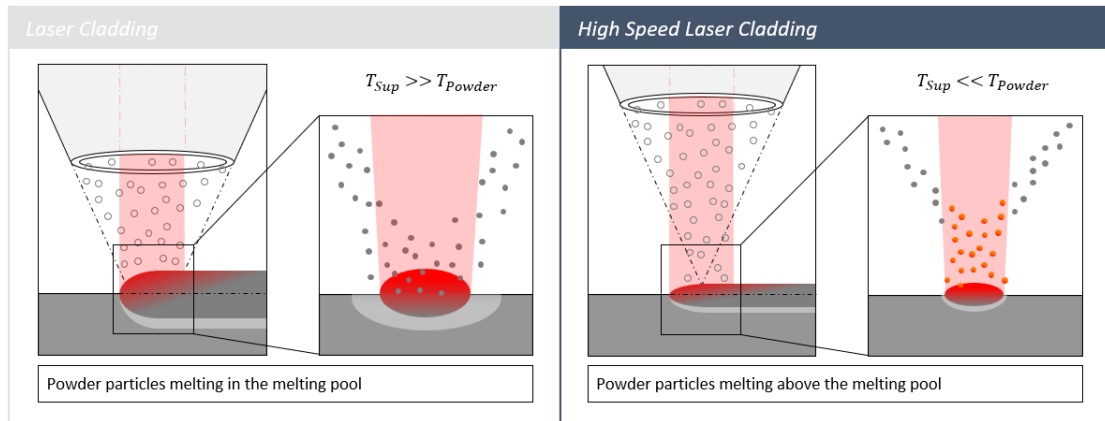 Laser Cladding
High Speed Laser Cladding
T_Sup >> T_Powder
T_Sup << T_Powder
Powder particles melting in the melting pool
Powder particles melting above the melting pool